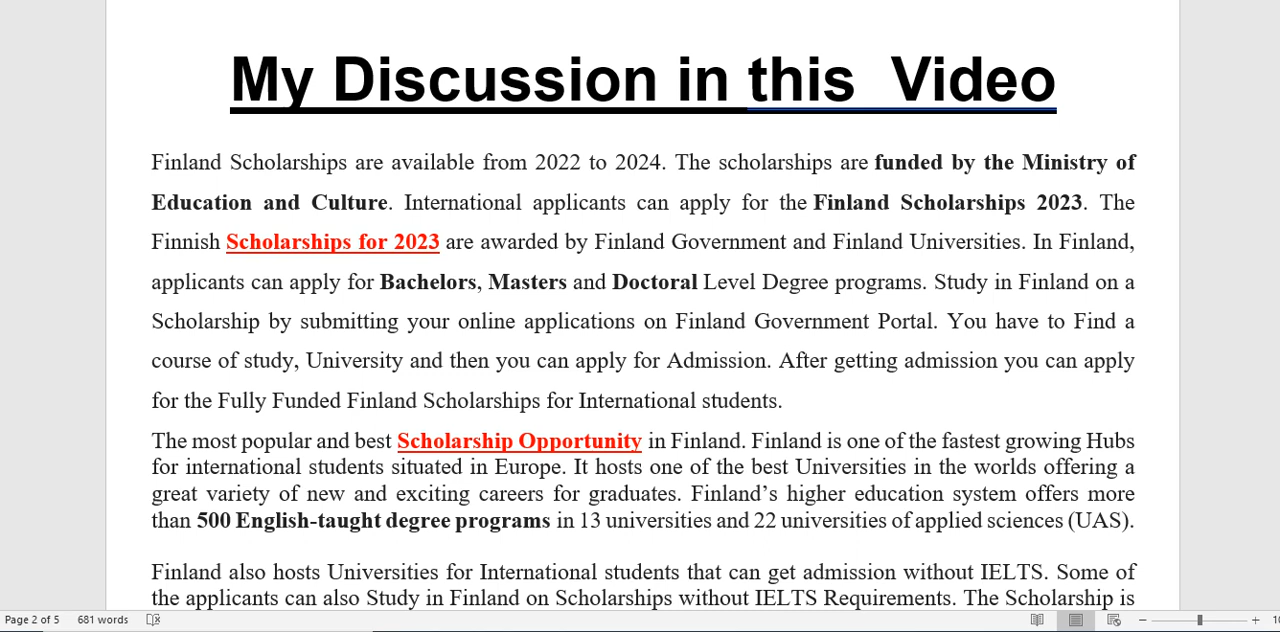 My Discussion in this Video
Finland Scholarships are available from 2022 to 2024. The scholarships are funded by the Ministry of
Education and Culture. International applicants can apply for the Finland Scholarships 2023. The
Finnish Scholarships for 2023 are awarded by Finland Government and Finland Universities. In Finland,
applicants can apply for Bachelors, Masters and Doctoral Level Degree programs. Study in Finland on a
Scholarship by submitting your online applications on Finland Government Portal. You have to Find a
course of study, University and then you can apply for Admission. After getting admission you can apply
for the Fully Funded Finland Scholarships for International students.
The most popular and best Scholarship Opportunity in Finland. Finland is one of the fastest growing Hubs
for international students situated in Europe. It hosts one of the best Universities in the worlds offering a
great variety of new and exciting careers for graduates. Finland’s higher education system offers more
than 500 English-taught degree programs in 13 universities and 22 universities of applied sciences (UAS).
Finland also hosts Universities for International students that can get admission without IELTS. Some of
the applicants can also Study in Finland on Scholarships without IELTS Requirements. The Scholarship is
Page 2 of 5 681 words